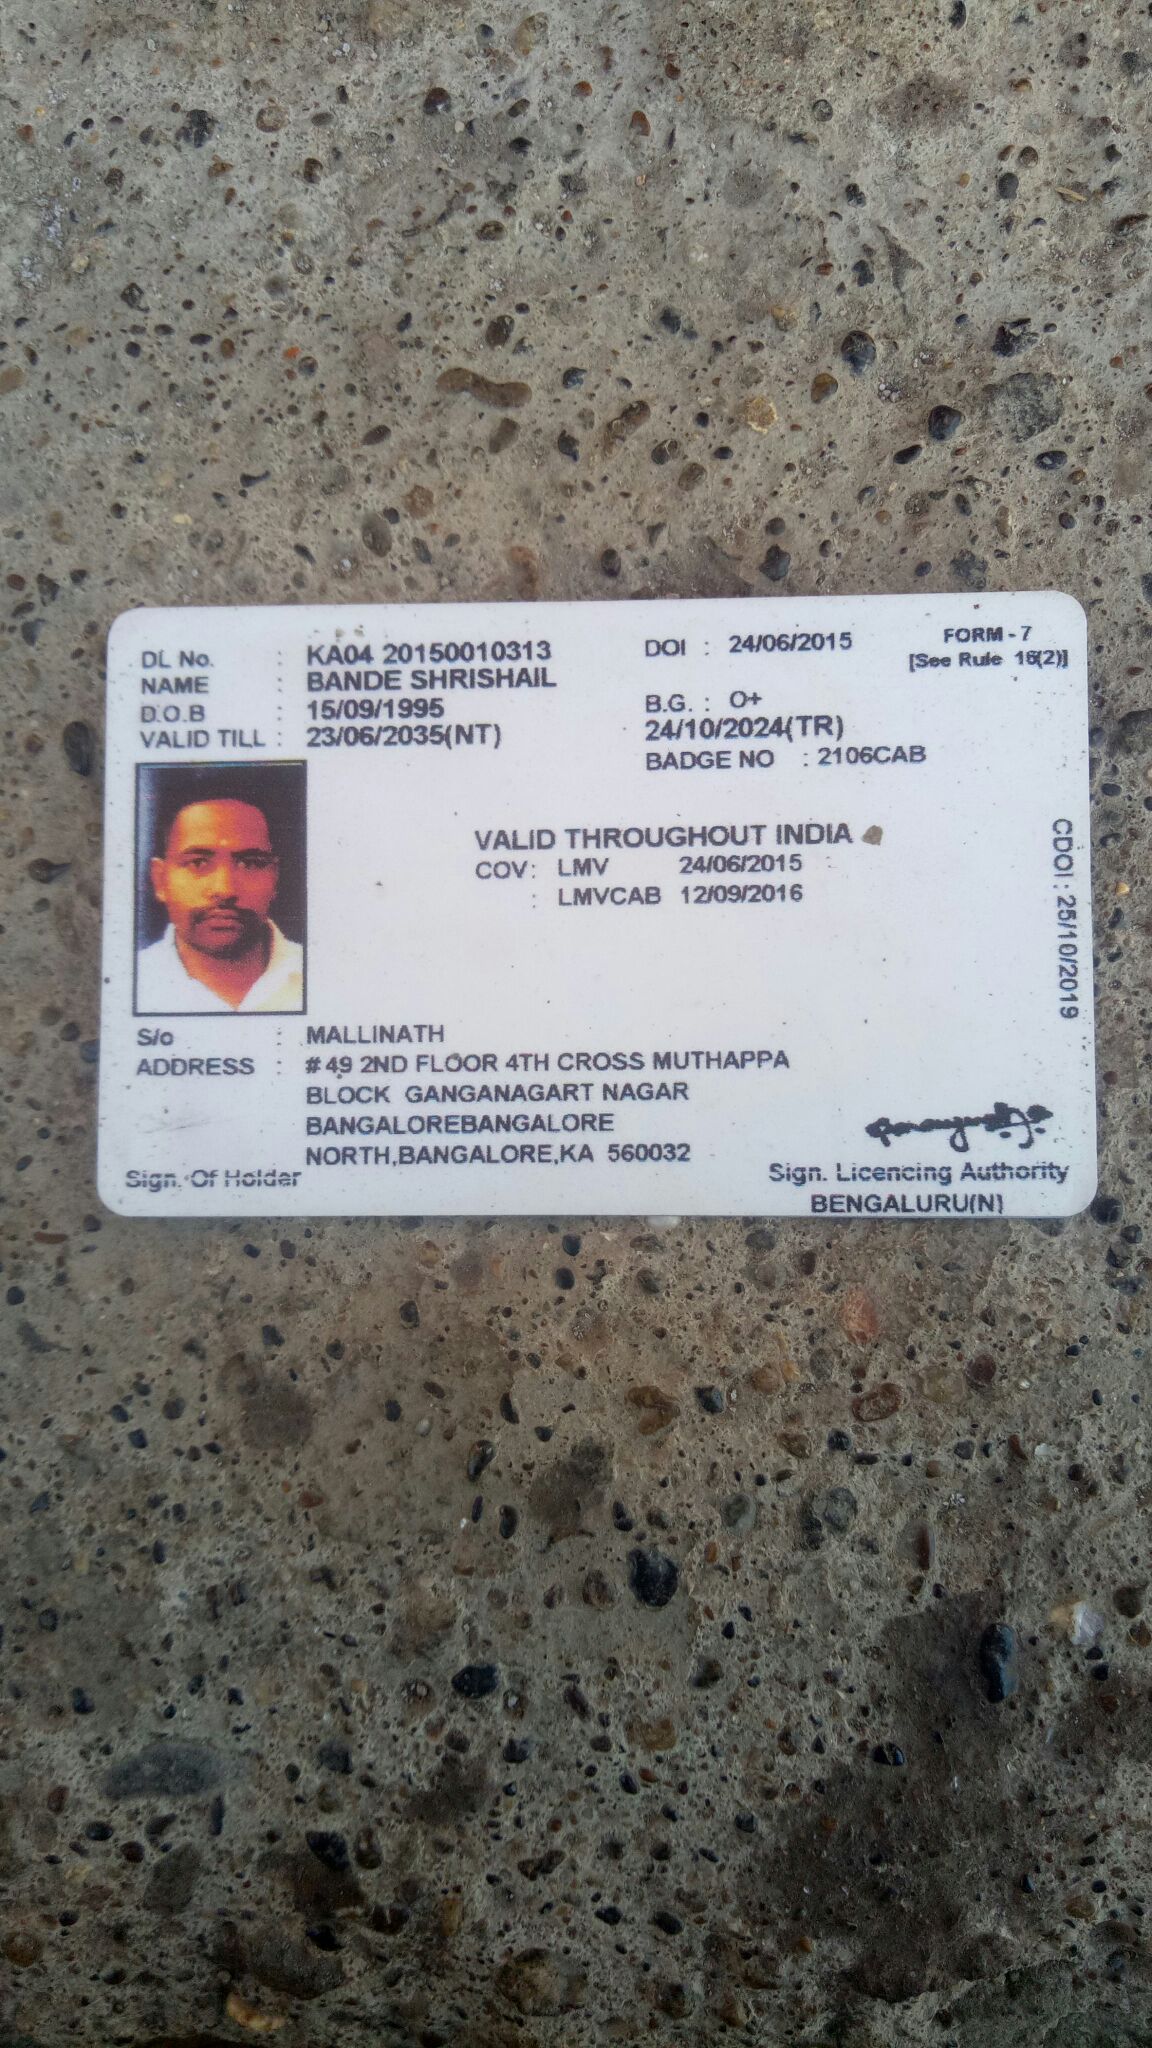 DL No. : KA04 20150010313 DOI : 24/06/2015 FORM - 7
[See Rule 16(2)]
NAME : BANDE SHRISHAIL
D.O.B : 15/09/1995 B.G. : O+
VALID TILL : 23/06/2035(NT) 24/10/2024(TR)
BADGE NO : 2106CAB
VALID THROUGHOUT INDIA
COV : LMV 24/06/2015
: LMVCAB 12/09/2016
CDOI : 25/10/2019
S/o : MALLINATH
ADDRESS : # 49 2ND FLOOR 4TH CROSS MUTHAPPA
BLOCK GANGANAGART NAGAR
BANGALOREBANGALORE
NORTH,BANGALORE,KA 560032
Sign. Of Holder
Sign. Licencing Authority
BENGALURU(N)